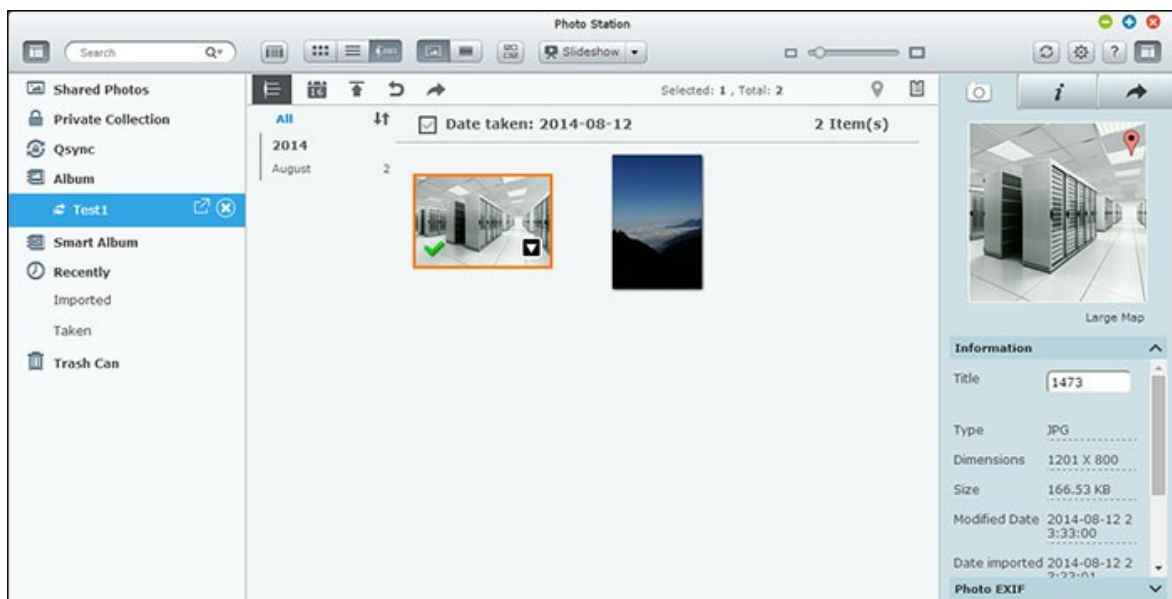 Photo Station
Search
Slideshow
?
Shared Photos
Private Collection
Qsync
Album
Test1
Smart Album
Recently
Imported
Taken
Trash Can
16
Selected: 1 , Total: 2
All
2014
August 2
Date taken: 2014-08-12 2 Item(s)
i
Large Map
Information
Title 1473
Type JPG
Dimensions 1201 X 800
Size 166.53 KB
Modified Date 2014-08-12 2
3:33:00
Date imported 2014-08-12 2
Photo EXIF